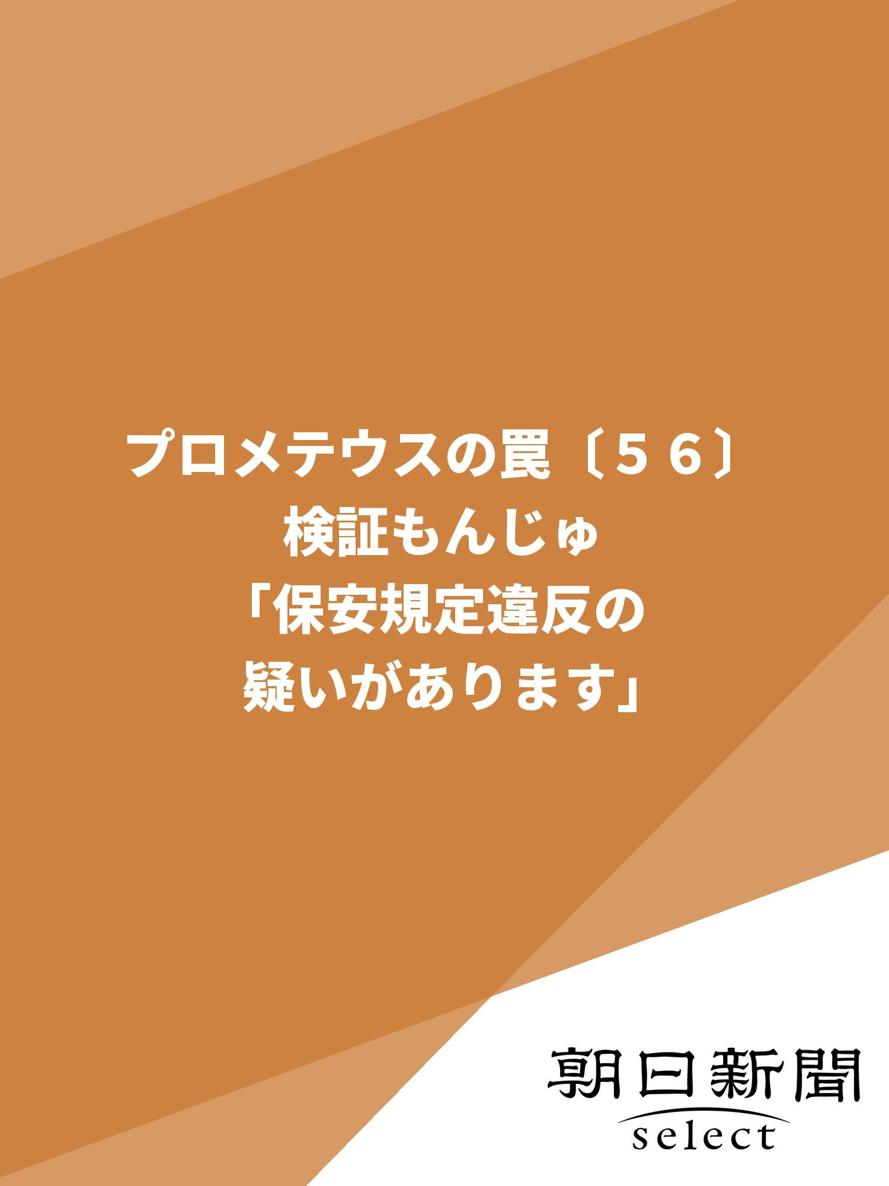 プロメテウスの罠〔５６〕
検証もんじゅ
「保安規定違反の
疑いがあります」
朝日新聞
select